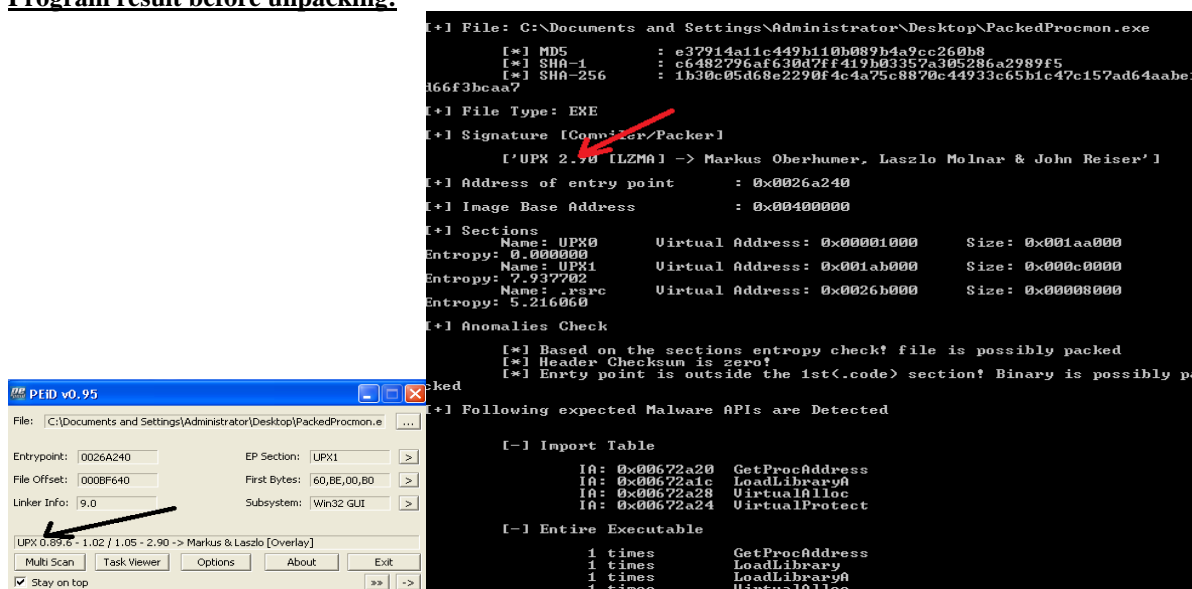 Program result before unpacking:
[+] File: C:\Documents and Settings\Administrator\Desktop\PackedProcmon.exe
[*] MD5 : e37914a11c449b110b089b4a9cc260b8
[*] SHA-1 : c6482796af630d7ff419b03357a305286a2989f5
[*] SHA-256 : 1b30c05d68e2290f4c4a75c8870c44933c65b1c47c157ad64aabe
d66f3bcaa7
[+] File Type: EXE
[+] Signature [Compiler/Packer]
['UPX 2.90 [LZMA] -> Markus Oberhumer, Laszlo Molnar & John Reiser']
[+] Address of entry point : 0x0026a240
[+] Image Base Address : 0x00400000
[+] Sections
Name: UPX0 Virtual Address: 0x00001000 Size: 0x001aa000
Entropy: 0.000000
Name: UPX1 Virtual Address: 0x001ab000 Size: 0x000c0000
Entropy: 7.937702
Name: .rsrc Virtual Address: 0x0026b000 Size: 0x00008000
Entropy: 5.216060
[+] Anomalies Check
[*] Based on the sections entropy check! file is possibly packed
[*] Header Checksum is zero!
[*] Enrty point is outside the 1st(.code) section! Binary is possibly pa
cked
[+] Following expected Malware APIs are Detected
[-] Import Table
IA: 0x00672a20 GetProcAddress
IA: 0x00672a1c LoadLibraryA
IA: 0x00672a28 VirtualAlloc
IA: 0x00672a24 VirtualProtect
[-] Entire Executable
1 times GetProcAddress
1 times LoadLibrary
1 times LoadLibraryA
1 times VirtualAlloc
PEiD v0.95
File: C:\Documents and Settings\Administrator\Desktop\PackedProcmon.e ...
Entrypoint: 0026A240 EP Section: UPX1 >
File Offset: 000BF640 First Bytes: 60,BE,00,B0 >
Linker Info: 9.0 Subsystem: Win32 GUI >
UPX 0.89.6 - 1.02 / 1.05 - 2.90 -> Markus & Laszlo [Overlay]
Multi Scan Task Viewer Options About Exit
Stay on top >> ->